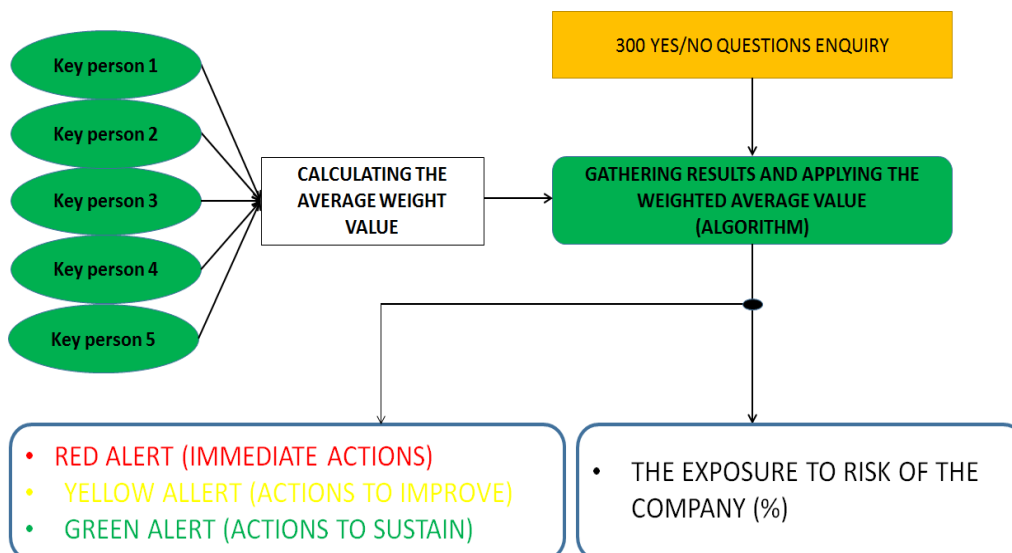 Key person 1
Key person 2
Key person 3
Key person 4
Key person 5
CALCULATING THE
AVERAGE WEIGHT
VALUE
300 YES/NO QUESTIONS ENQUIRY
GATHERING RESULTS AND APPLYING THE
WEIGHTED AVERAGE VALUE
(ALGORITHM)
• RED ALERT (IMMEDIATE ACTIONS)
• YELLOW ALLERT (ACTIONS TO IMPROVE)
• GREEN ALERT (ACTIONS TO SUSTAIN)
• THE EXPOSURE TO RISK OF THE
COMPANY (%)